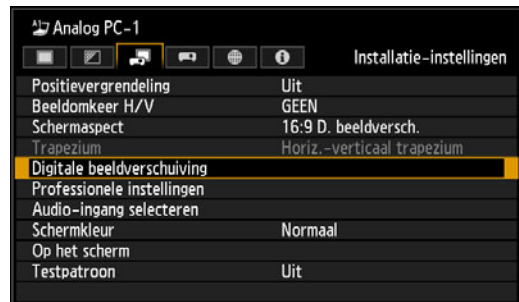 Analog PC-1
Installatie-instellingen
Positievergrendeling Uit
Beeldomkeer H/V GEEN
Schermaspect 16:9 D. beeldversch.
Trapezium Horiz.-verticaal trapezium
Digitale beeldverschuiving
Professionele instellingen
Audio-ingang selecteren
Schermkleur Normaal
Op het scherm
Testpatroon Uit